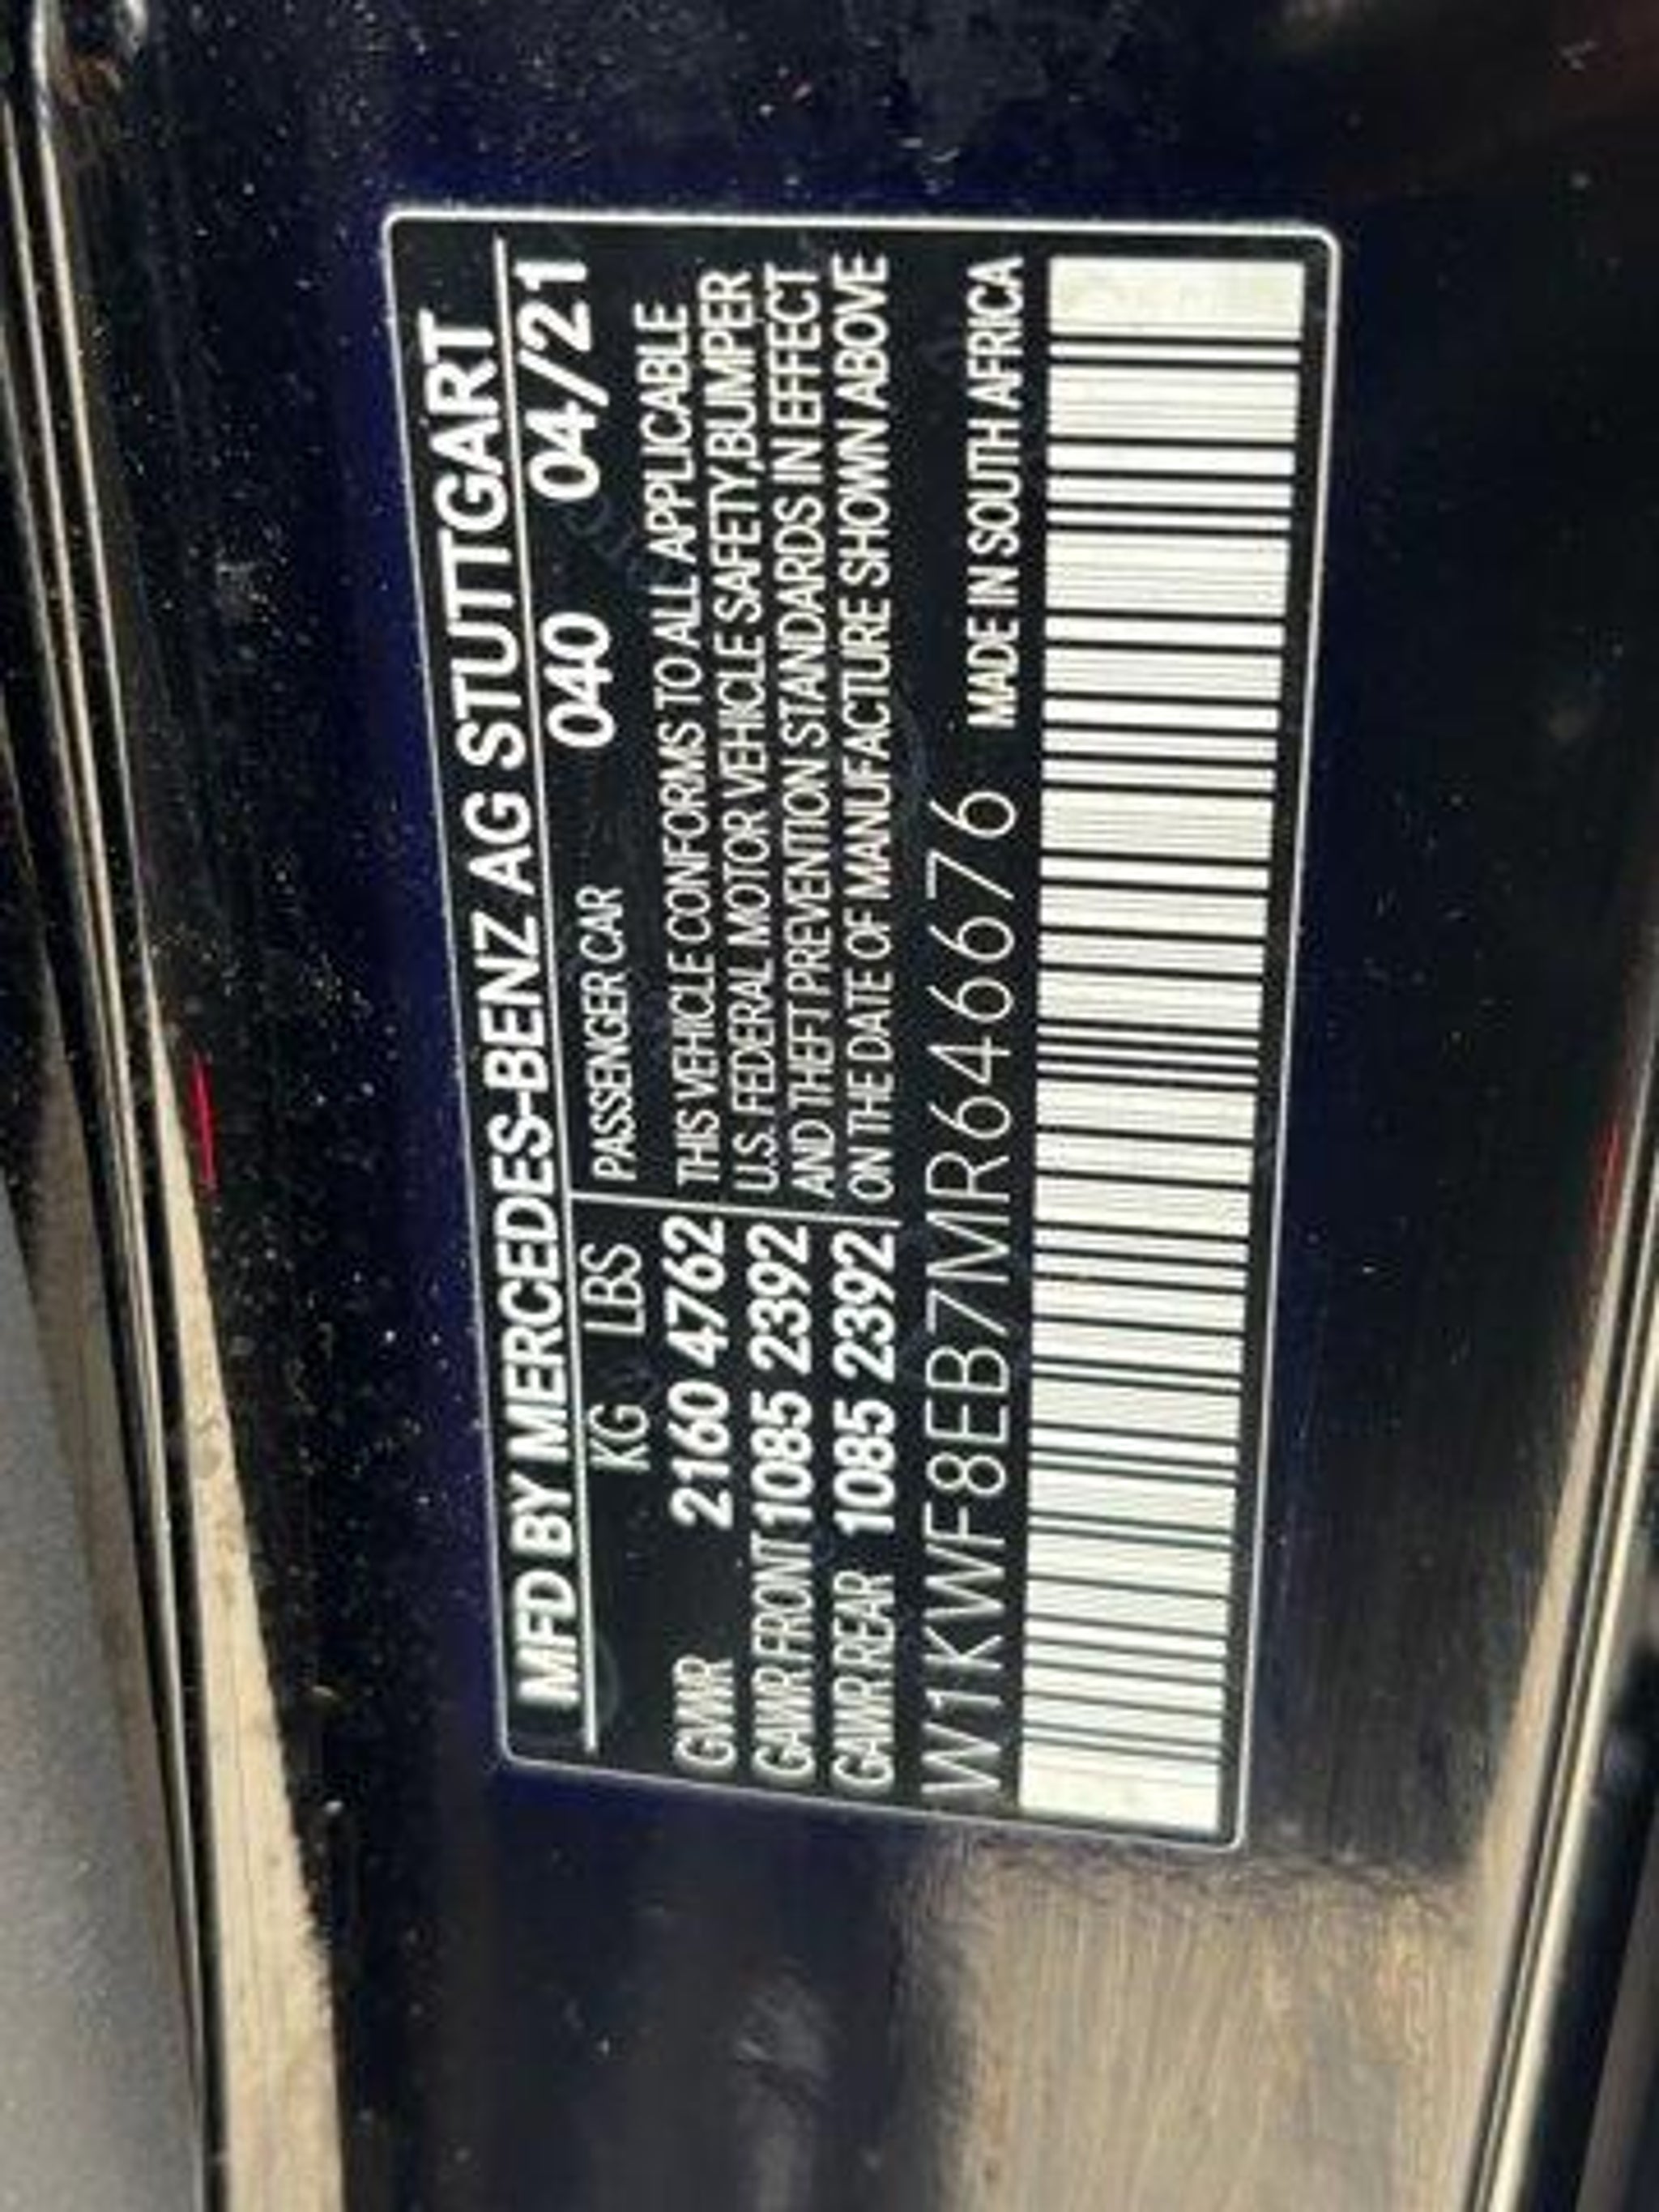 MFD BY MERCEDES-BENZ AG STUTTGART
KG LBS PASSENGER CAR 040 04/21
GVWR 2160 4762 THIS VEHICLE CONFORMS TO ALL APPLICABLE
GAWR FRONT 1085 2392 U.S. FEDERAL MOTOR VEHICLE SAFETY,BUMPER
GAWR REAR 1085 2392 AND THEFT PREVENTION STANDARDS IN EFFECT
ON THE DATE OF MANUFACTURE SHOWN ABOVE
W1KWF8EB7MR646676 MADE IN SOUTH AFRICA